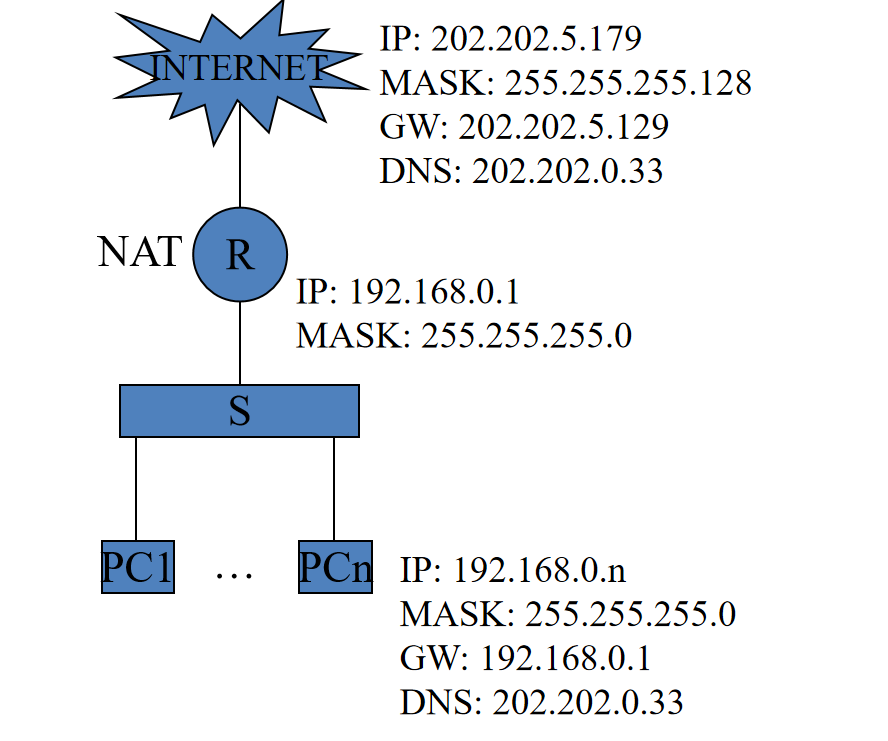 INTERNET
IP: 202.202.5.179
MASK: 255.255.255.128
GW: 202.202.5.129
DNS: 202.202.0.33
NAT
R
IP: 192.168.0.1
MASK: 255.255.255.0
S
PC1
…
PCn
IP: 192.168.0.n
MASK: 255.255.255.0
GW: 192.168.0.1
DNS: 202.202.0.33